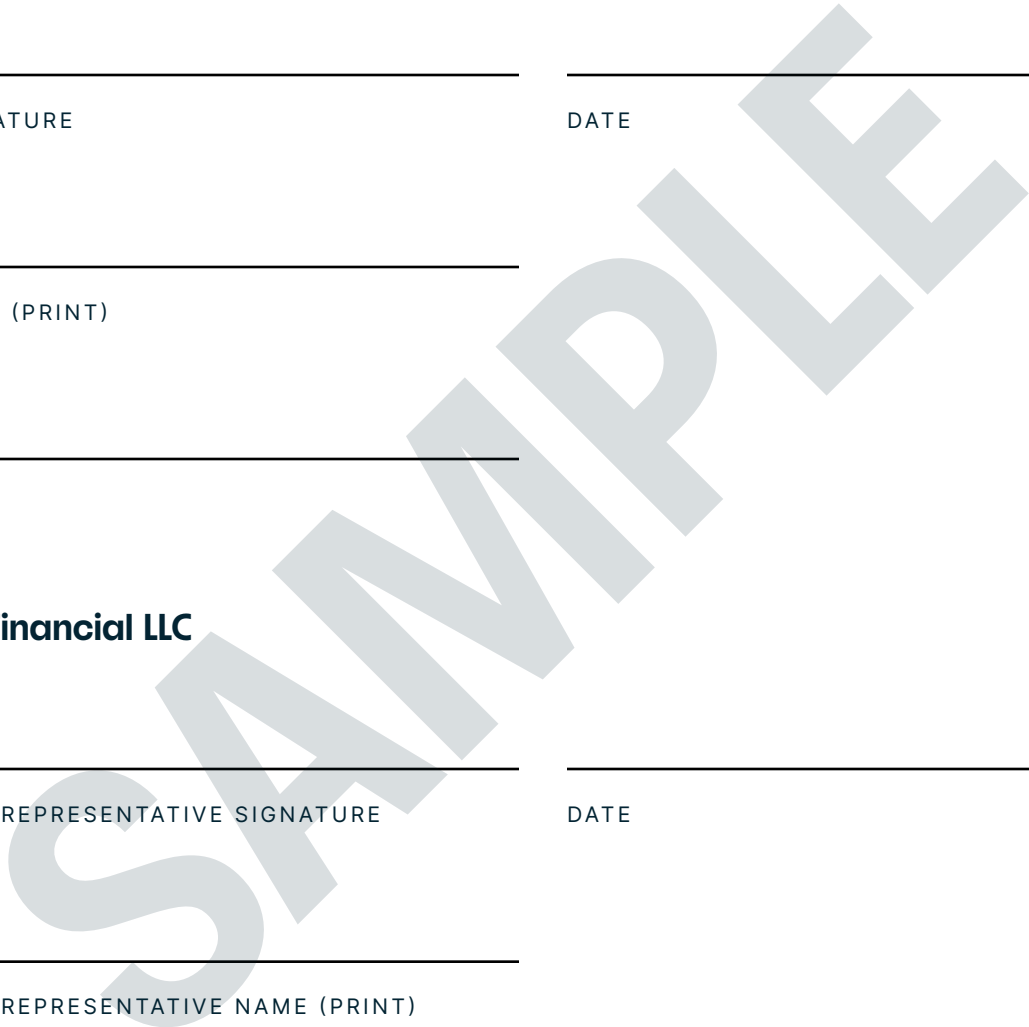 ATURE
DATE
(PRINT)
inancial LLC
REPRESENTATIVE SIGNATURE
DATE
REPRESENTATIVE NAME (PRINT)
SAMPLE